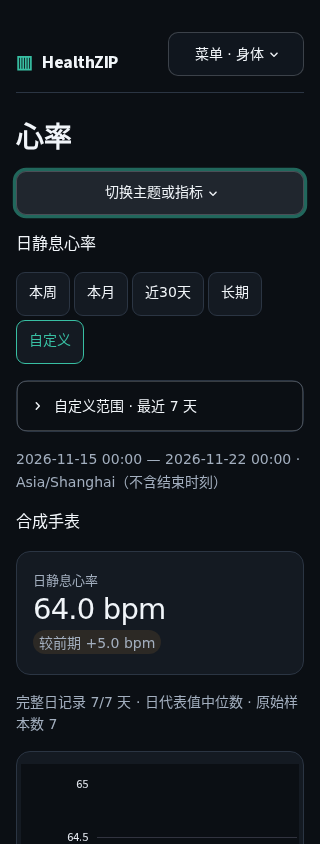 HealthZIP
菜单 · 身体
心率
切换主题或指标
日静息心率
本周
本月
近30天
长期
自定义
自定义范围 · 最近 7 天
2026-11-15 00:00 — 2026-11-22 00:00 ·
Asia/Shanghai（不含结束时刻）
合成手表
日静息心率
64.0 bpm
较前期 +5.0 bpm
完整日记录 7/7 天 · 日代表值中位数 · 原始样
本数 7
65
64.5